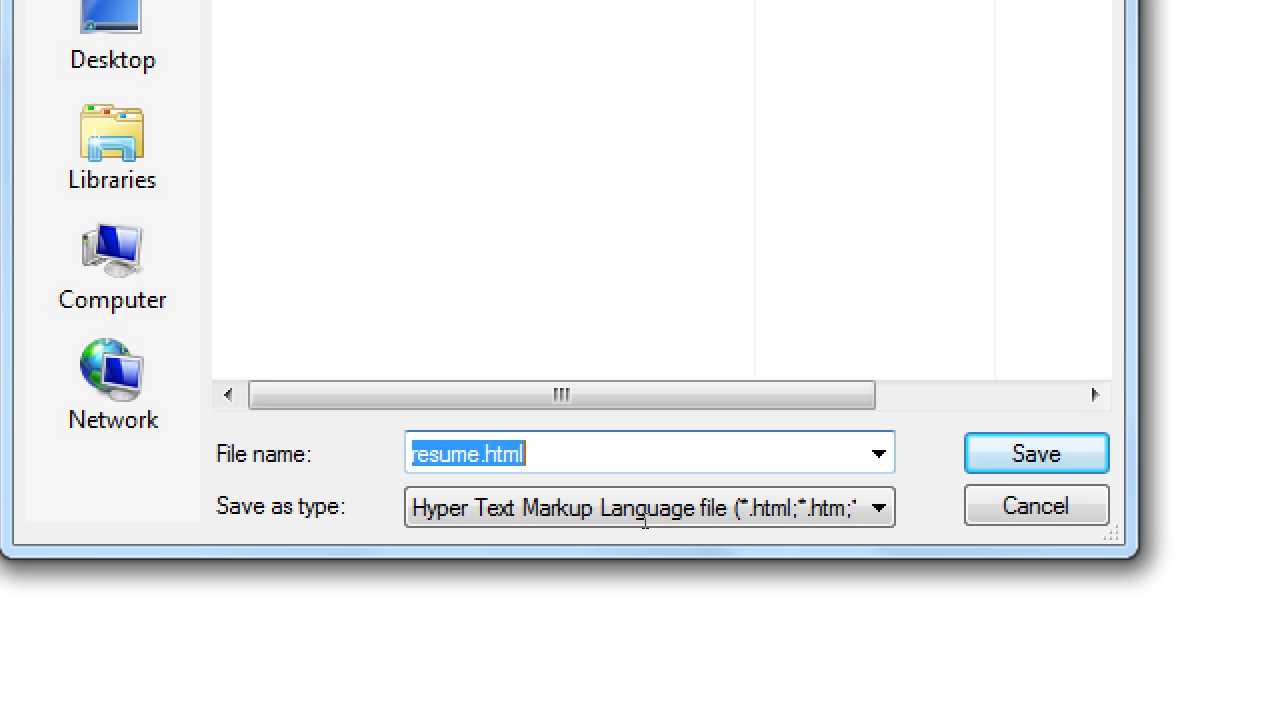 Desktop
Libraries
Computer
Network
File name:
resume.html
Save
Save as type:
Hyper Text Markup Language file (*.html;*.htm;*
Cancel